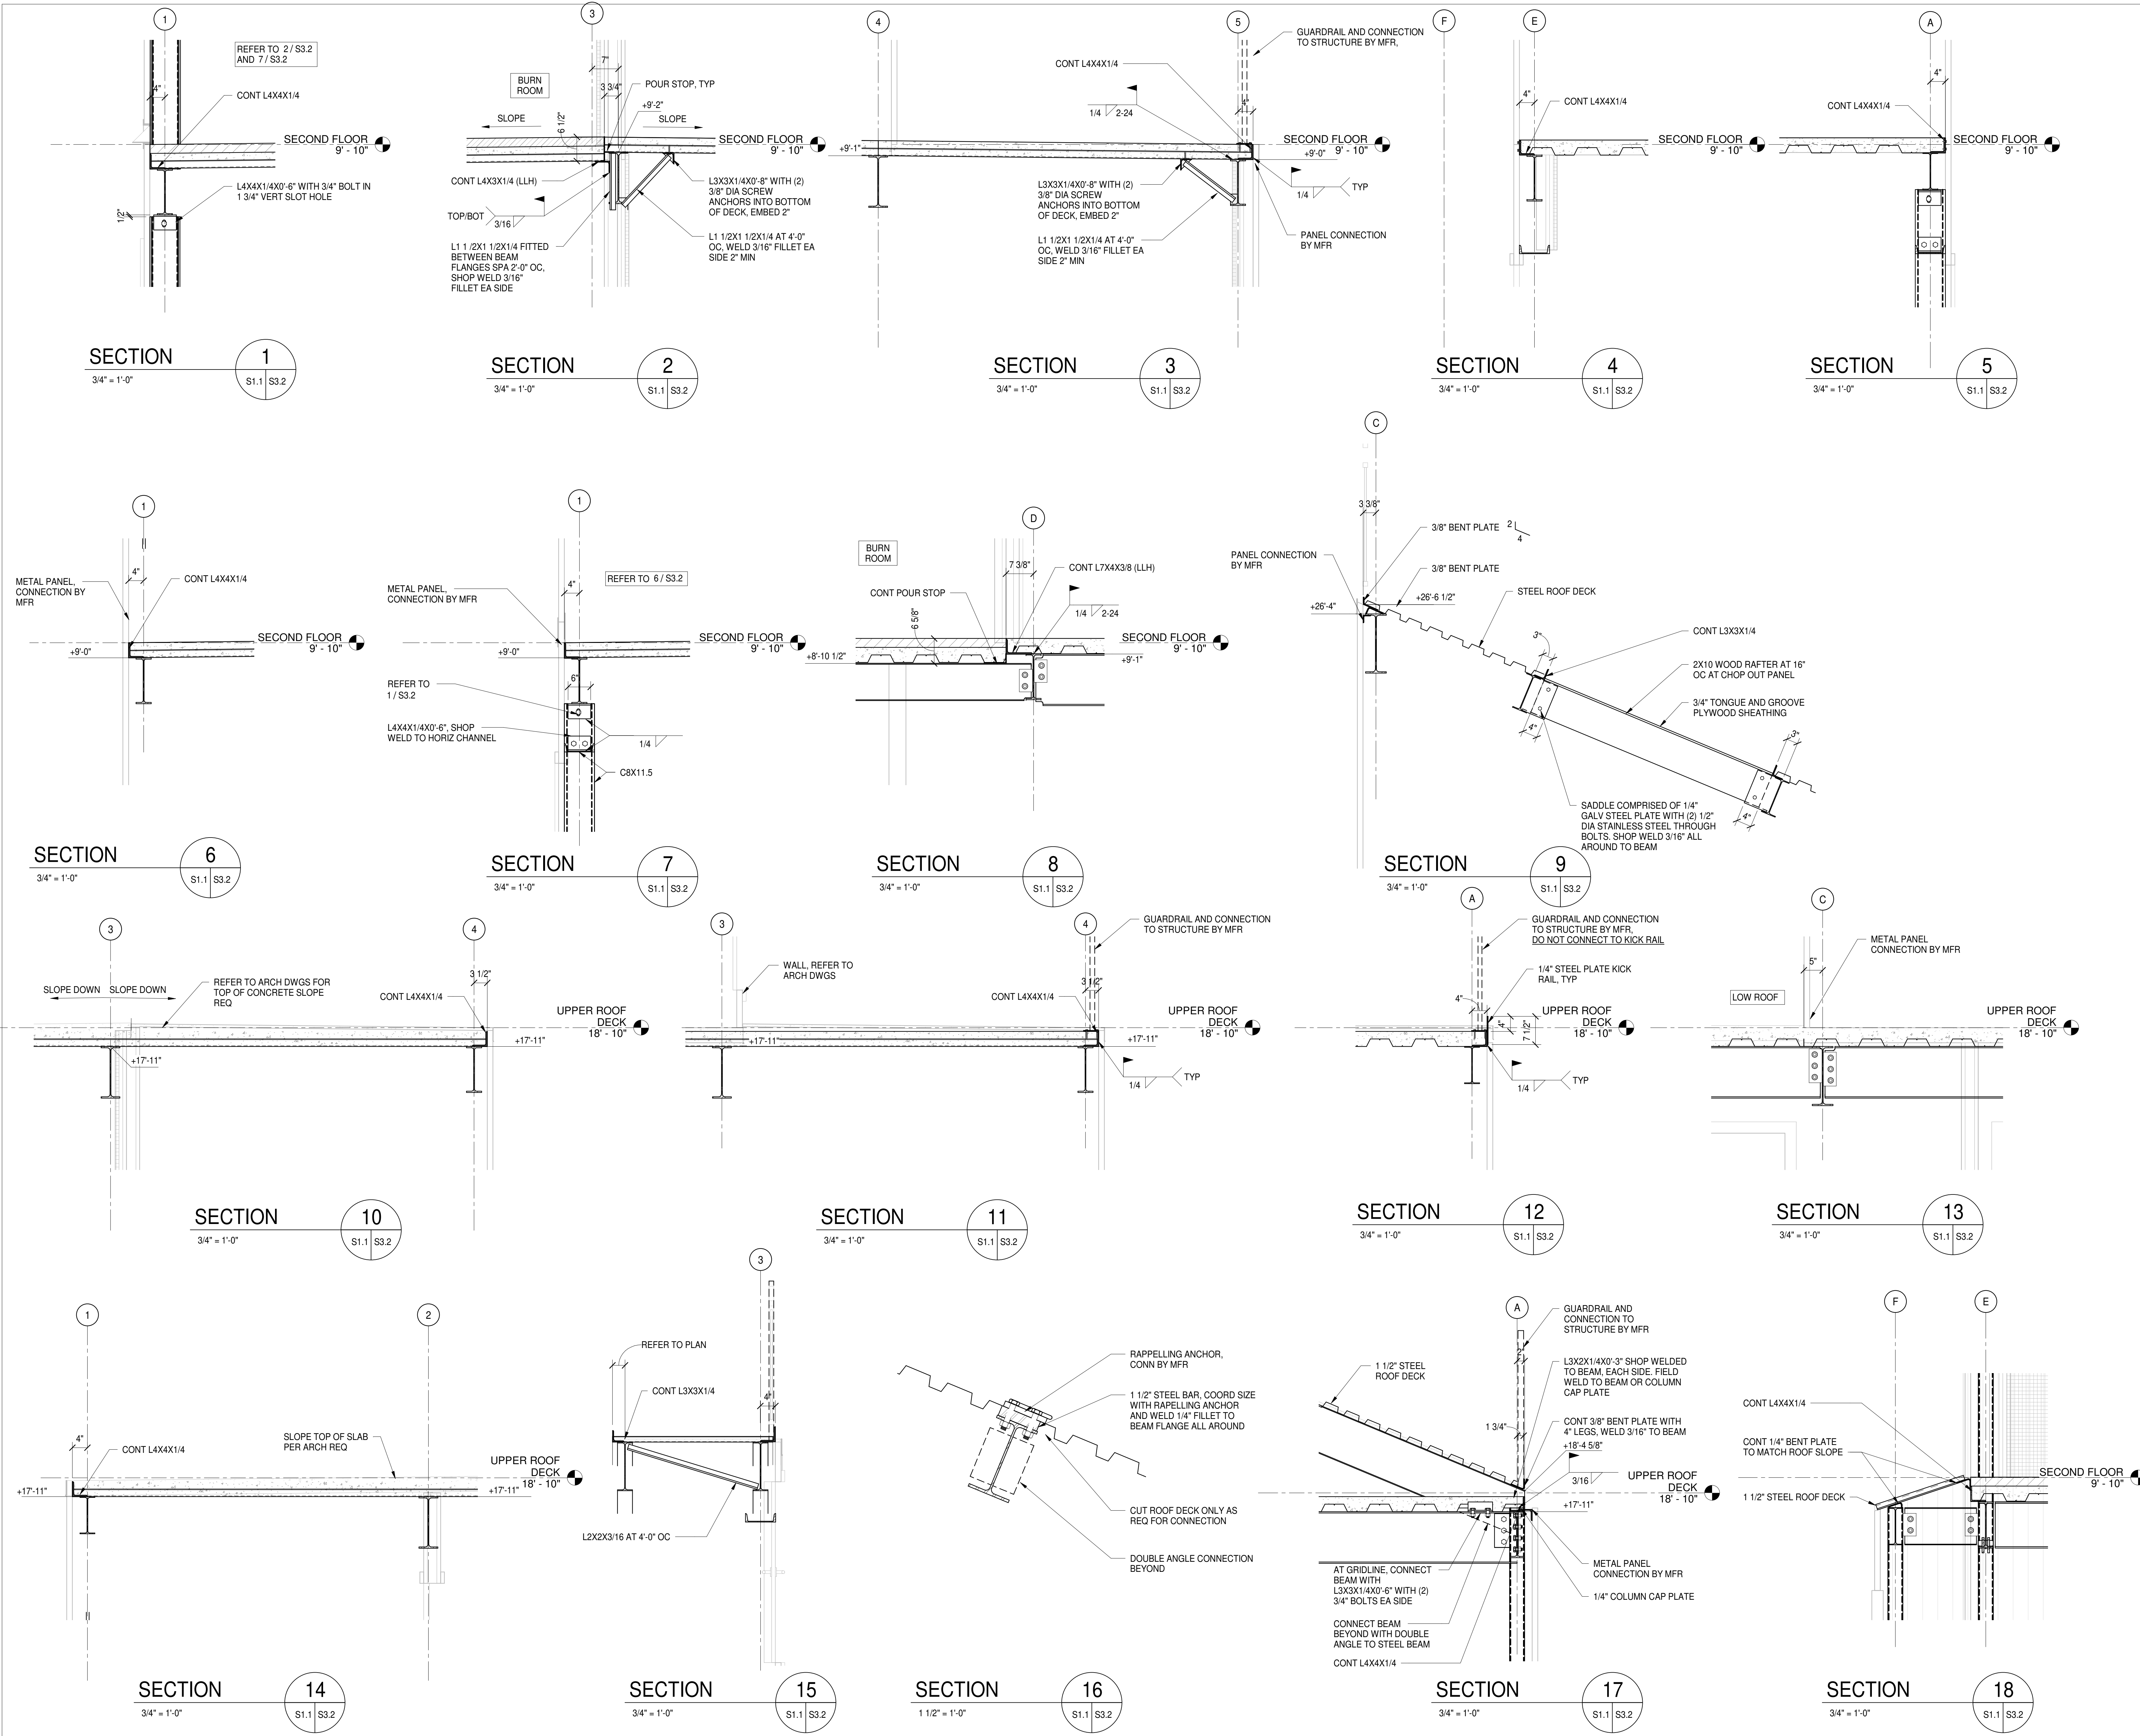 1
REFER TO 2 / S3.2
AND 7 / S3.2
4"
CONT L4X4X1/4
SECOND FLOOR
9' - 10"
L4X4X1/4X0'-6" WITH 3/4" BOLT IN
1 3/4" VERT SLOT HOLE
1/2"
SECTION
3/4" = 1'-0"
1
S1.1
S3.2
3
BURN
ROOM
7"
3 3/4"
POUR STOP, TYP
+9'-2"
SLOPE
6 1/2"
SLOPE
SECOND FLOOR
9' - 10"
CONT L4X3X1/4 (LLH)
TOP/BOT
3/16
L3X3X1/4X0'-8" WITH (2)
3/8" DIA SCREW
ANCHORS INTO BOTTOM
OF DECK, EMBED 2"
L1 1 /2X1 1/2X1/4 FITTED
BETWEEN BEAM
FLANGES SPA 2'-0" OC,
SHOP WELD 3/16"
FILLET EA SIDE
L1 1/2X1 1/2X1/4 AT 4'-0"
OC, WELD 3/16" FILLET EA
SIDE 2" MIN
SECTION
3/4" = 1'-0"
2
S1.1
S3.2
4
5
GUARDRAIL AND CONNECTION
TO STRUCTURE BY MFR,
CONT L4X4X1/4
1/4
2-24
4"
SECOND FLOOR
9' - 10"
+9'-1"
+9'-0"
L3X3X1/4X0'-8" WITH (2)
3/8" DIA SCREW
ANCHORS INTO BOTTOM
OF DECK, EMBED 2"
1/4
TYP
L1 1/2X1 1/2X1/4 AT 4'-0"
OC, WELD 3/16" FILLET EA
SIDE 2" MIN
PANEL CONNECTION
BY MFR
SECTION
3/4" = 1'-0"
3
S1.1
S3.2
F
E
4"
CONT L4X4X1/4
SECOND FLOOR
9' - 10"
SECTION
3/4" = 1'-0"
4
S1.1
S3.2
A
4"
CONT L4X4X1/4
SECOND FLOOR
9' - 10"
SECTION
3/4" = 1'-0"
5
S1.1
S3.2
1
METAL PANEL,
CONNECTION BY
MFR
4"
CONT L4X4X1/4
SECOND FLOOR
9' - 10"
+9'-0"
SECTION
3/4" = 1'-0"
6
S1.1
S3.2
1
METAL PANEL,
CONNECTION BY MFR
4"
REFER TO 6 / S3.2
SECOND FLOOR
9' - 10"
+9'-0"
REFER TO
1 / S3.2
6"
L4X4X1/4X0'-6", SHOP
WELD TO HORIZ CHANNEL
1/4
C8X11.5
SECTION
3/4" = 1'-0"
7
S1.1
S3.2
D
BURN
ROOM
7 3/8"
CONT L7X4X3/8 (LLH)
CONT POUR STOP
1/4
2-24
6 5/8"
SECOND FLOOR
9' - 10"
+8'-10 1/2"
+9'-1"
SECTION
3/4" = 1'-0"
8
S1.1
S3.2
C
3 3/8"
3/8" BENT PLATE
2
4
PANEL CONNECTION
BY MFR
3/8" BENT PLATE
STEEL ROOF DECK
+26'-6 1/2"
+26'-4"
3"
CONT L3X3X1/4
2X10 WOOD RAFTER AT 16"
OC AT CHOP OUT PANEL
3/4" TONGUE AND GROOVE
PLYWOOD SHEATHING
4"
3"
4"
SADDLE COMPRISED OF 1/4"
GALV STEEL PLATE WITH (2) 1/2"
DIA STAINLESS STEEL THROUGH
BOLTS. SHOP WELD 3/16" ALL
AROUND TO BEAM
SECTION
3/4" = 1'-0"
9
S1.1
S3.2
3
4
SLOPE DOWN
SLOPE DOWN
REFER TO ARCH DWGS FOR
TOP OF CONCRETE SLOPE
REQ
3 1/2"
CONT L4X4X1/4
UPPER ROOF
DECK
18' - 10"
+17'-11"
+17'-11"
SECTION
3/4" = 1'-0"
10
S1.1
S3.2
3
4
GUARDRAIL AND CONNECTION
TO STRUCTURE BY MFR
WALL, REFER TO
ARCH DWGS
3 1/2"
CONT L4X4X1/4
UPPER ROOF
DECK
18' - 10"
+17'-11"
+17'-11"
1/4
TYP
SECTION
3/4" = 1'-0"
11
S1.1
S3.2
A
GUARDRAIL AND CONNECTION
TO STRUCTURE BY MFR,
DO NOT CONNECT TO KICK RAIL
1/4" STEEL PLATE KICK
RAIL, TYP
4"
4"
7 1/2"
UPPER ROOF
DECK
18' - 10"
1/4
TYP
SECTION
3/4" = 1'-0"
12
S1.1
S3.2
C
METAL PANEL
CONNECTION BY MFR
5"
LOW ROOF
UPPER ROOF
DECK
18' - 10"
SECTION
3/4" = 1'-0"
13
S1.1
S3.2
1
2
4"
CONT L4X4X1/4
SLOPE TOP OF SLAB
PER ARCH REQ
UPPER ROOF
DECK
18' - 10"
+17'-11"
+17'-11"
SECTION
3/4" = 1'-0"
14
S1.1
S3.2
3
REFER TO PLAN
CONT L3X3X1/4
4"
L2X2X3/16 AT 4'-0" OC
SECTION
3/4" = 1'-0"
15
S1.1
S3.2
RAPPELLING ANCHOR,
CONN BY MFR
1 1/2" STEEL BAR, COORD SIZE
WITH RAPELLING ANCHOR
AND WELD 1/4" FILLET TO
BEAM FLANGE ALL AROUND
CUT ROOF DECK ONLY AS
REQ FOR CONNECTION
DOUBLE ANGLE CONNECTION
BEYOND
SECTION
1 1/2" = 1'-0"
16
S1.1
S3.2
A
GUARDRAIL AND
CONNECTION TO
STRUCTURE BY MFR
2"
1 1/2" STEEL
ROOF DECK
L3X2X1/4X0'-3" SHOP WELDED
TO BEAM, EACH SIDE. FIELD
WELD TO BEAM OR COLUMN
CAP PLATE
1 3/4"
CONT 3/8" BENT PLATE WITH
4" LEGS, WELD 3/16" TO BEAM
+18'-4 5/8"
3/16
UPPER ROOF
DECK
18' - 10"
+17'-11"
AT GRIDLINE, CONNECT
BEAM WITH
L3X3X1/4X0'-6" WITH (2)
3/4" BOLTS EA SIDE
METAL PANEL
CONNECTION BY MFR
1/4" COLUMN CAP PLATE
CONNECT BEAM
BEYOND WITH DOUBLE
ANGLE TO STEEL BEAM
CONT L4X4X1/4
SECTION
3/4" = 1'-0"
17
S1.1
S3.2
F
E
CONT L4X4X1/4
CONT 1/4" BENT PLATE
TO MATCH ROOF SLOPE
SECOND FLOOR
9' - 10"
1 1/2" STEEL ROOF DECK
SECTION
3/4" = 1'-0"
18
S1.1
S3.2